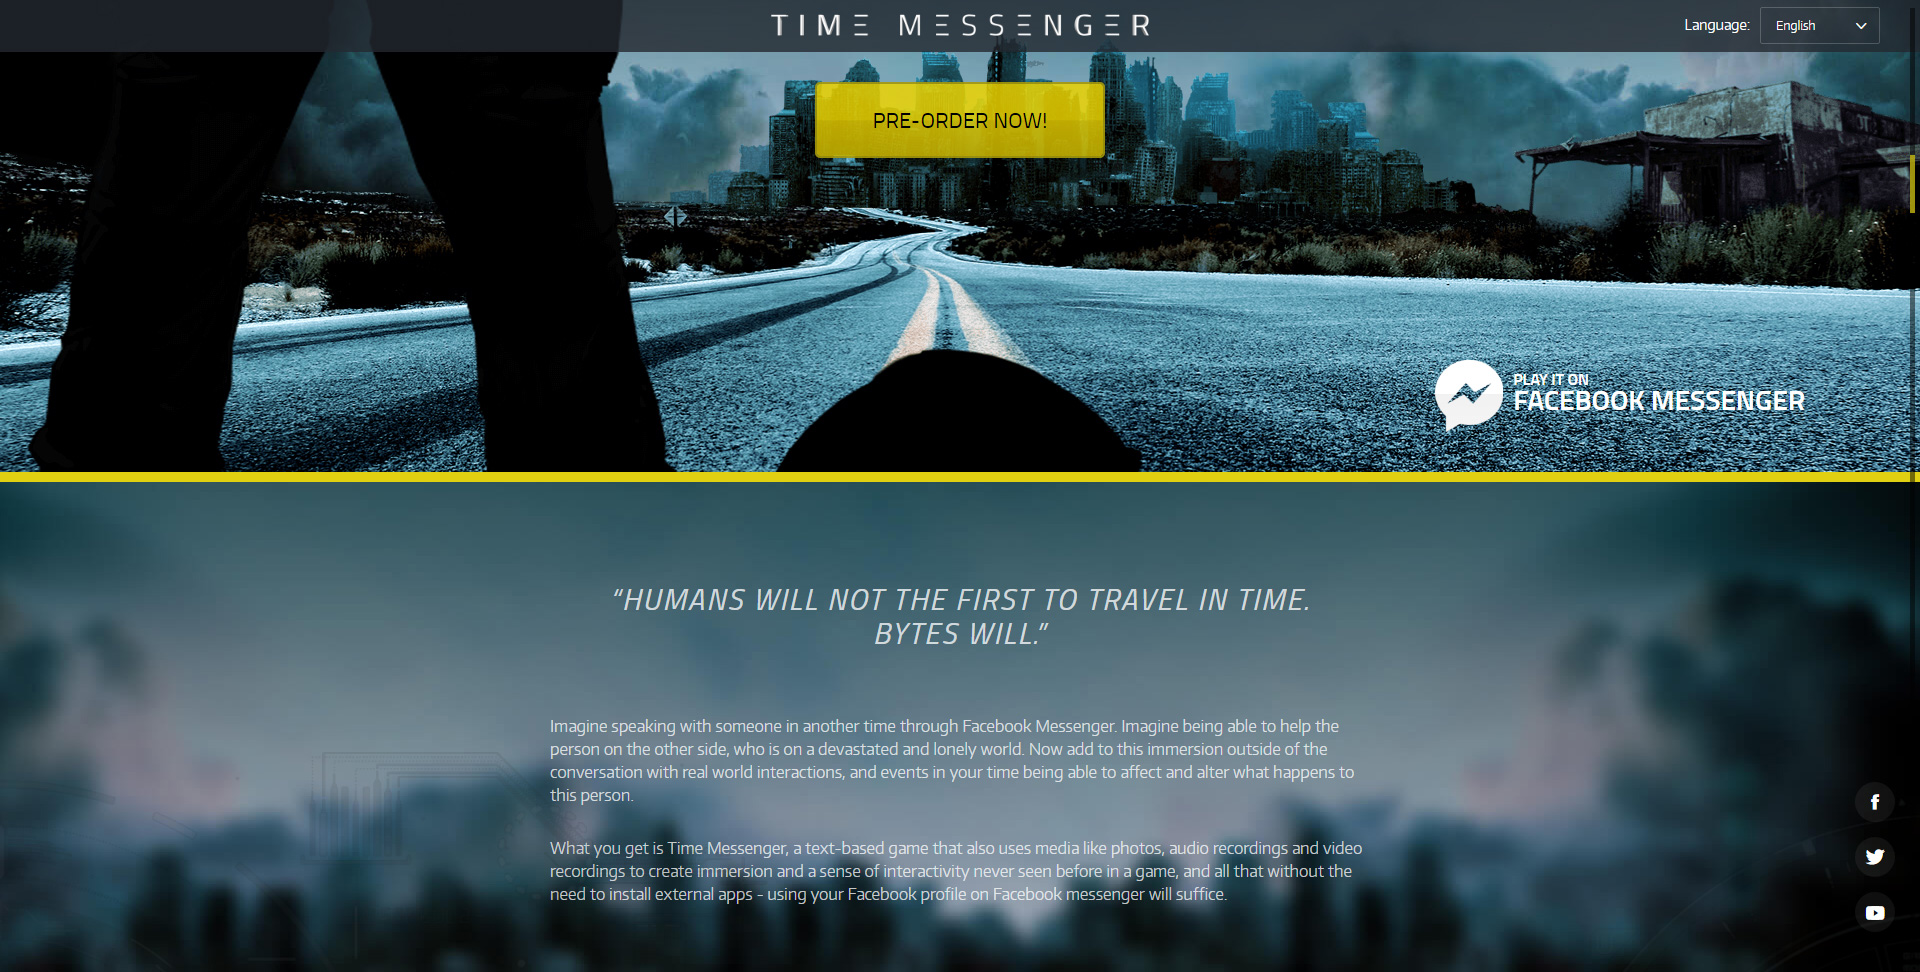 TIME MESSENGER
Language:
English
PRE-ORDER NOW!
PLAY IT ON
FACEBOOK MESSENGER
“HUMANS WILL NOT THE FIRST TO TRAVEL IN TIME.
BYTES WILL.”
Imagine speaking with someone in another time through Facebook Messenger. Imagine being able to help the
person on the other side, who is on a devastated and lonely world. Now add to this immersion outside of the
conversation with real world interactions, and events in your time being able to affect and alter what happens to
this person.
What you get is Time Messenger, a text-based game that also uses media like photos, audio recordings and video
recordings to create immersion and a sense of interactivity never seen before in a game, and all that without the
need to install external apps - using your Facebook profile on Facebook messenger will suffice.